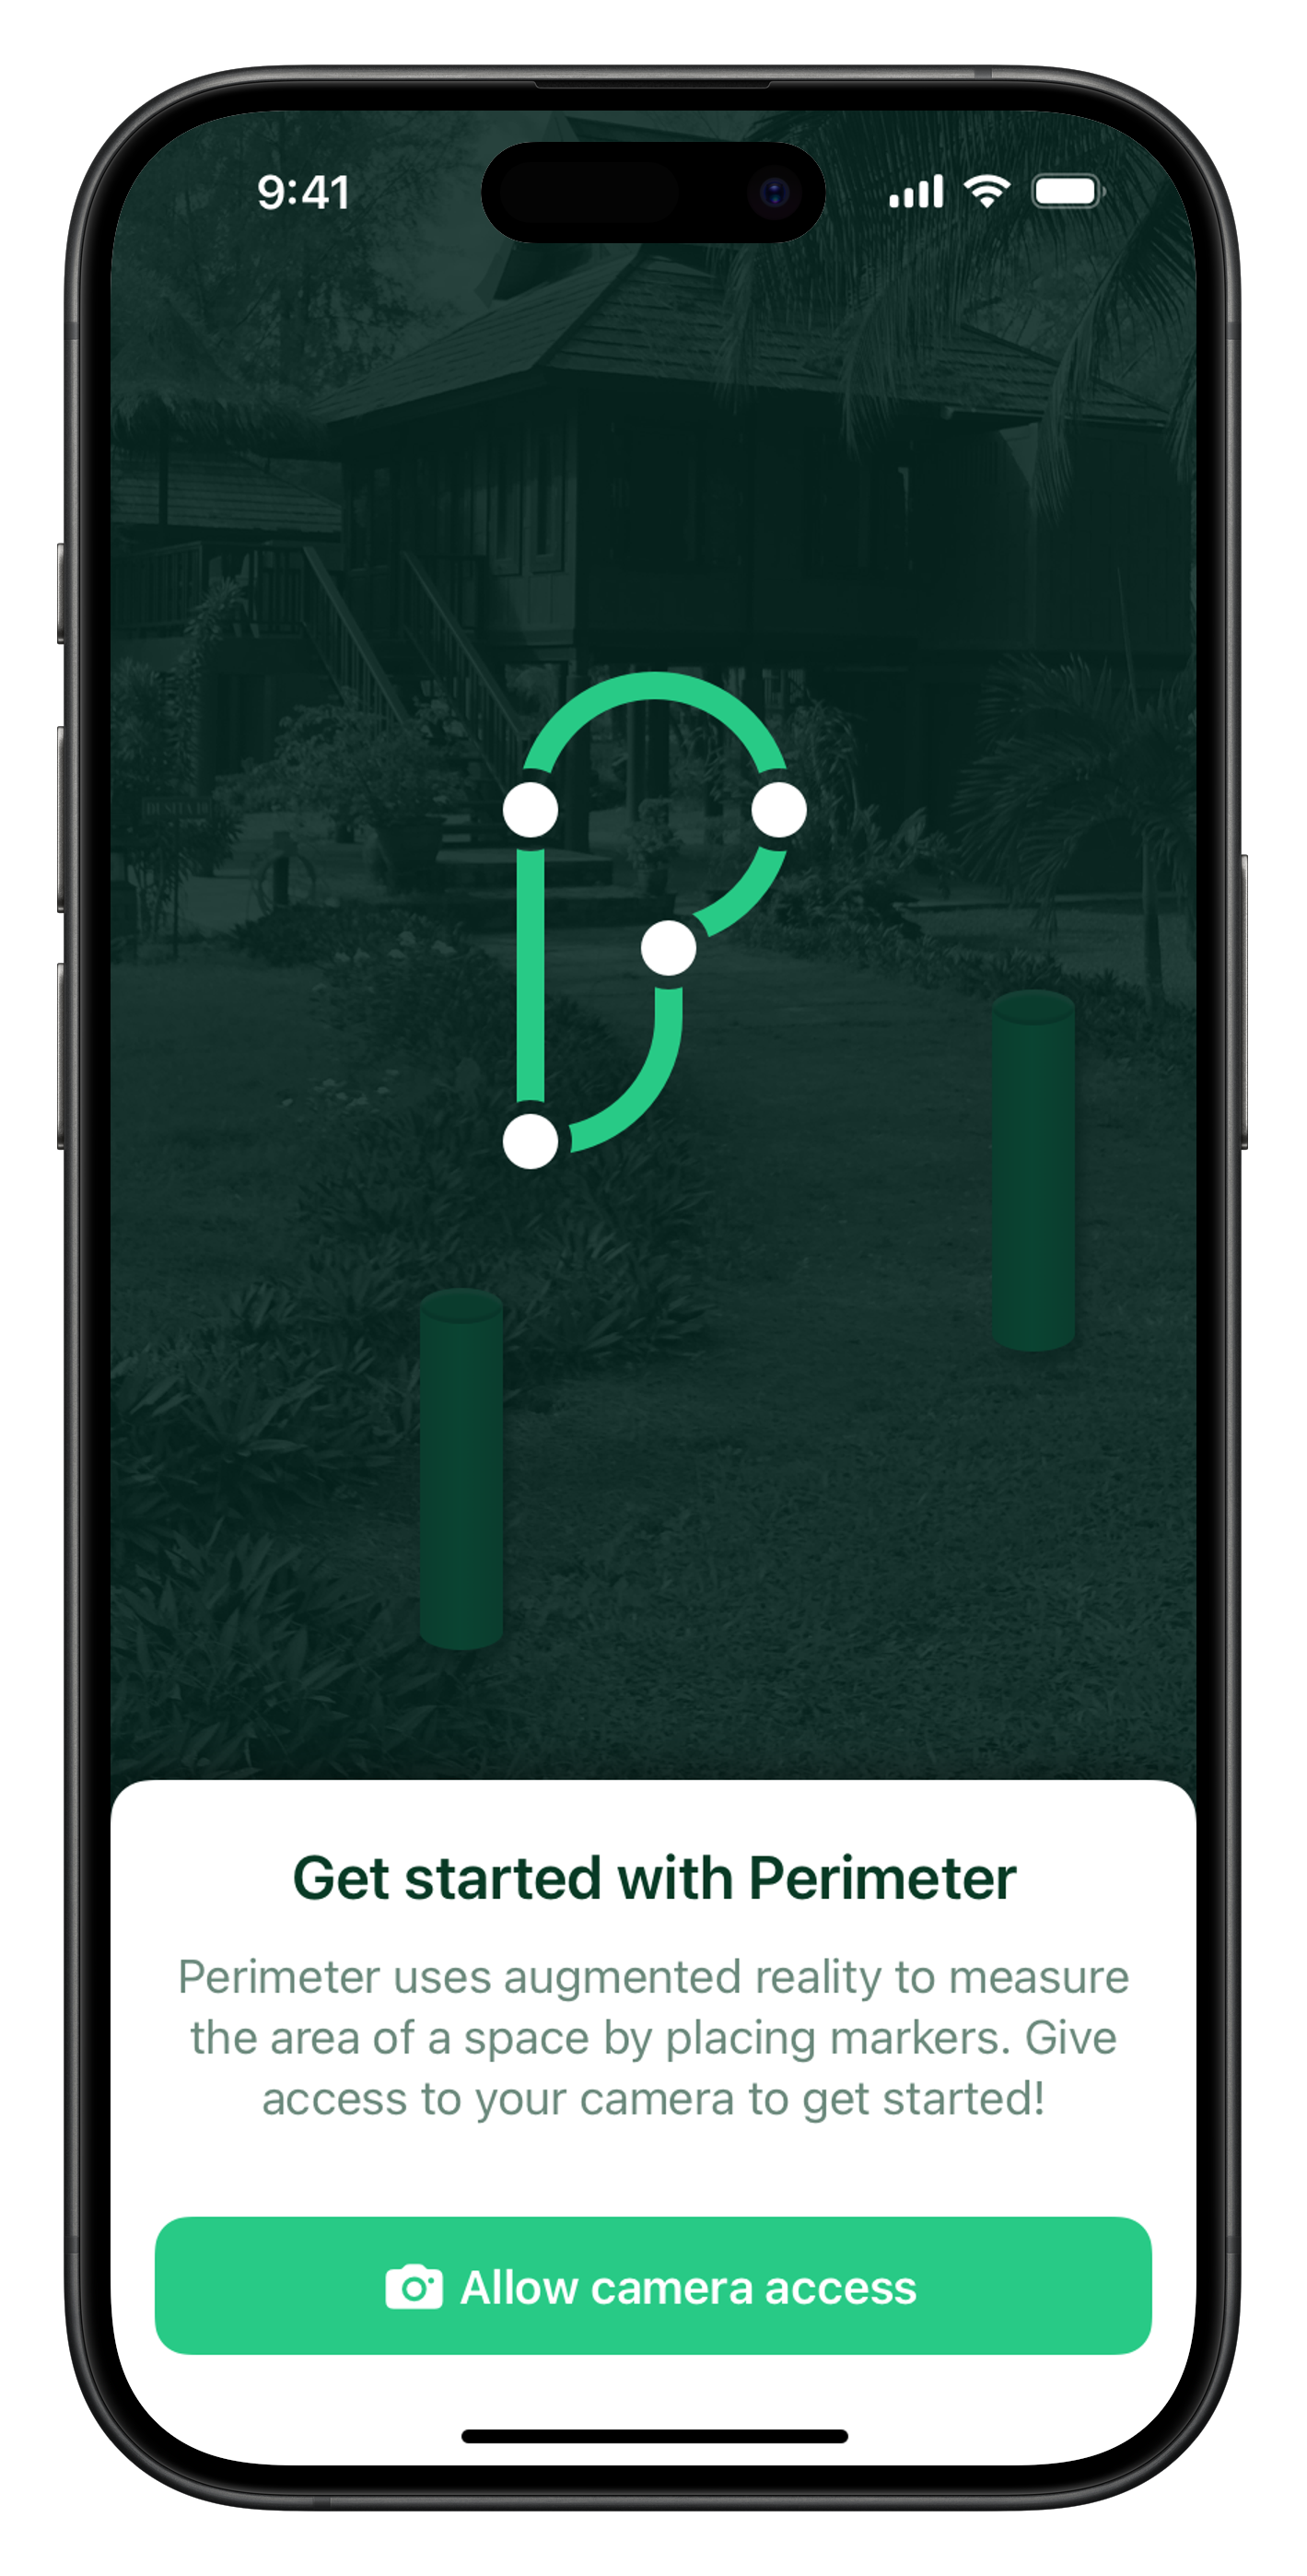 9:41
Get started with Perimeter
Perimeter uses augmented reality to measure
the area of a space by placing markers. Give
access to your camera to get started!
Allow camera access